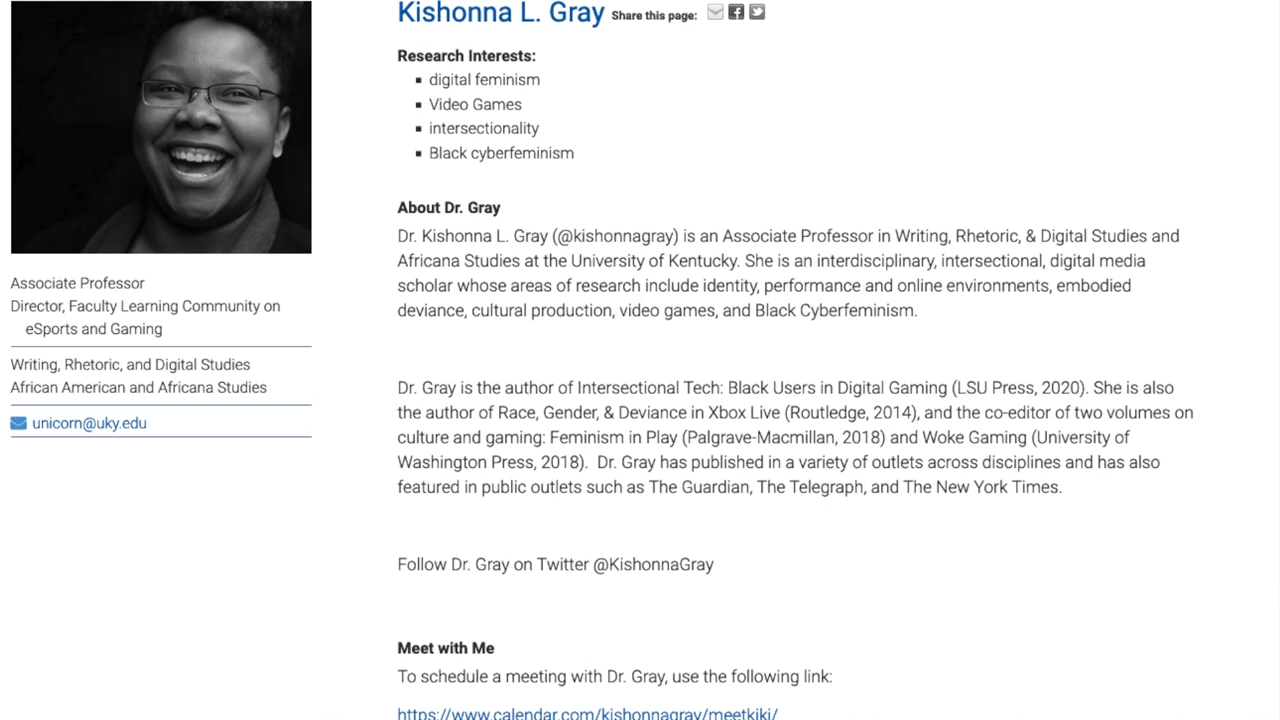 Kishonna L. Gray Share this page:
Research Interests:
▪ digital feminism
▪ Video Games
▪ intersectionality
▪ Black cyberfeminism
About Dr. Gray
Dr. Kishonna L. Gray (@kishonnagray) is an Associate Professor in Writing, Rhetoric, & Digital Studies and
Africana Studies at the University of Kentucky. She is an interdisciplinary, intersectional, digital media
scholar whose areas of research include identity, performance and online environments, embodied
deviance, cultural production, video games, and Black Cyberfeminism.
Dr. Gray is the author of Intersectional Tech: Black Users in Digital Gaming (LSU Press, 2020). She is also
the author of Race, Gender, & Deviance in Xbox Live (Routledge, 2014), and the co-editor of two volumes on
culture and gaming: Feminism in Play (Palgrave-Macmillan, 2018) and Woke Gaming (University of
Washington Press, 2018).  Dr. Gray has published in a variety of outlets across disciplines and has also
featured in public outlets such as The Guardian, The Telegraph, and The New York Times.
Follow Dr. Gray on Twitter @KishonnaGray
Meet with Me
To schedule a meeting with Dr. Gray, use the following link:
https://www.calendar.com/kishonnagray/meetkiki/
Associate Professor
Director, Faculty Learning Community on
eSports and Gaming
Writing, Rhetoric, and Digital Studies
African American and Africana Studies
unicorn@uky.edu